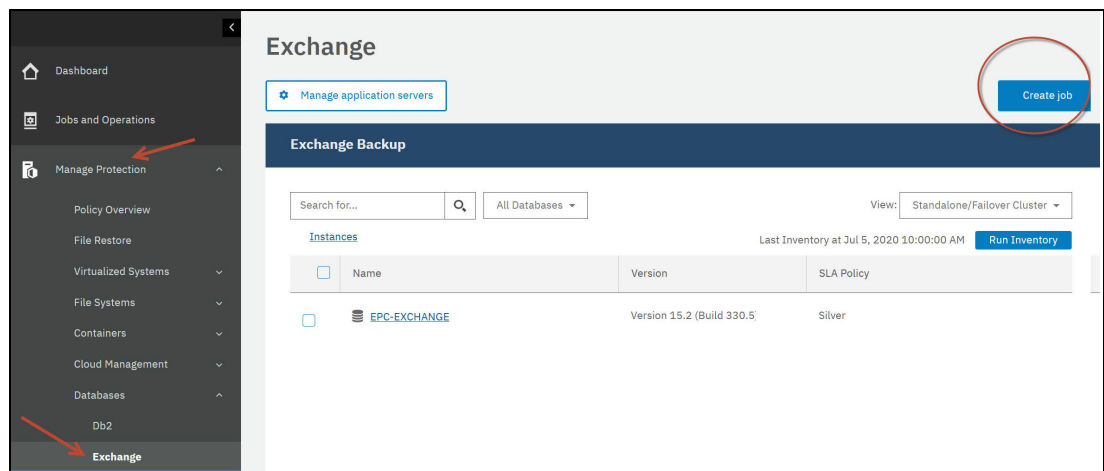 Dashboard
Jobs and Operations
Manage Protection
Policy Overview
File Restore
Virtualized Systems
File Systems
Containers
Cloud Management
Databases
Db2
Exchange
Exchange
Manage application servers
Create job
Exchange Backup
Search for...
All Databases
View: Standalone/Failover Cluster
Instances
Last Inventory at Jul 5, 2020 10:00:00 AM Run Inventory
Name Version SLA Policy
EPC-EXCHANGE Version 15.2 (Build 330.5) Silver